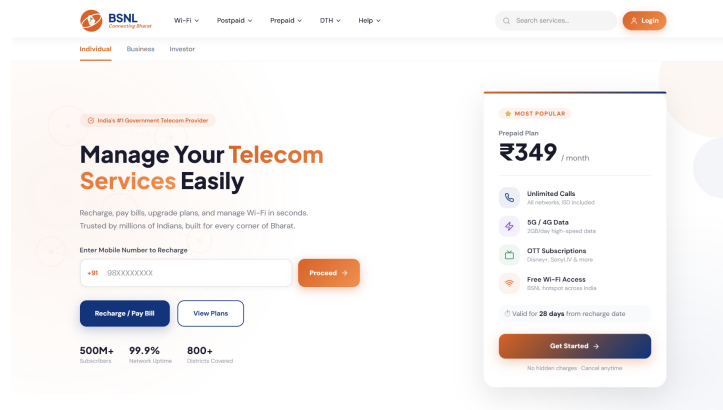 BSNL
Connecting Bharat
Wi-Fi
Postpaid
Prepaid
DTH
Help
Search services...
Login
Individual
Business
Investor
India's #1 Government Telecom Provider
Manage Your Telecom
Services Easily
Recharge, pay bills, upgrade plans, and manage Wi-Fi in seconds.
Trusted by millions of Indians, built for every corner of Bharat.
Enter Mobile Number to Recharge
+91 98XXXXXXXX
Proceed →
Recharge / Pay Bill
View Plans
500M+
Subscribers
99.9%
Network Uptime
800+
Districts Covered
MOST POPULAR
Prepaid Plan
₹349 / month
Unlimited Calls
All networks, ISD included
5G / 4G Data
2GB/day high-speed data
OTT Subscriptions
Disney+, SonyLIV & more
Free Wi-Fi Access
BSNL hotspot across India
Valid for 28 days from recharge date
Get Started →
No hidden charges · Cancel anytime